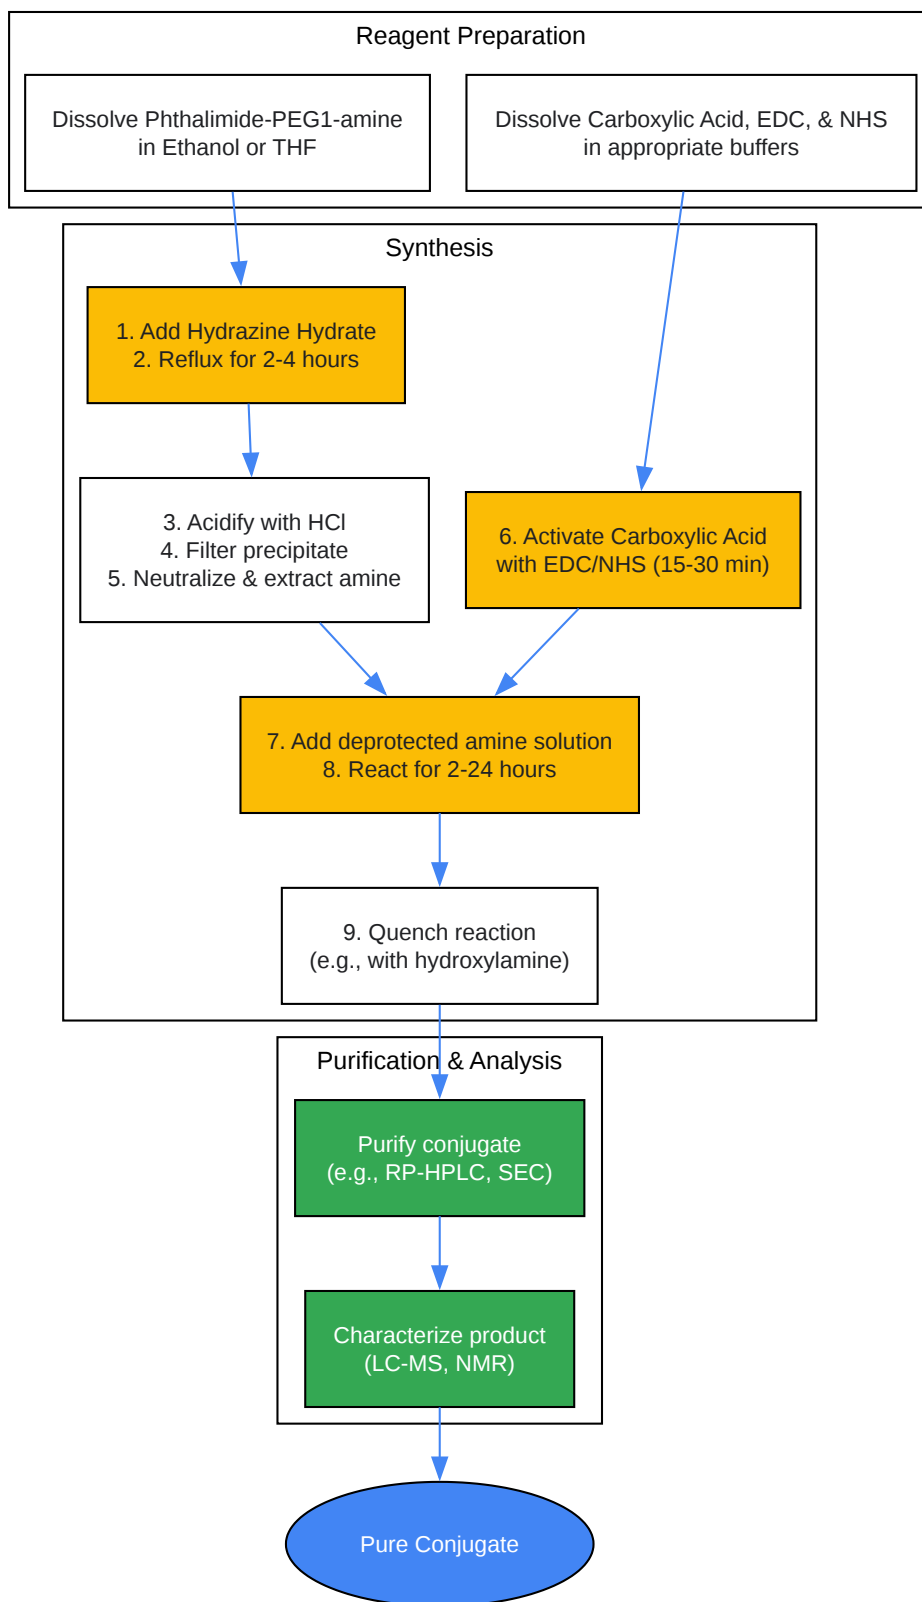 Reagent Preparation
Dissolve Phthalimide-PEG1-amine
in Ethanol or THF
Dissolve Carboxylic Acid, EDC, & NHS
in appropriate buffers
Synthesis
1. Add Hydrazine Hydrate
2. Reflux for 2-4 hours
3. Acidify with HCl
4. Filter precipitate
5. Neutralize & extract amine
6. Activate Carboxylic Acid
with EDC/NHS (15-30 min)
7. Add deprotected amine solution
8. React for 2-24 hours
9. Quench reaction
(e.g., with hydroxylamine)
Purification & Analysis
Purify conjugate
(e.g., RP-HPLC, SEC)
Characterize product
(LC-MS, NMR)
Pure Conjugate